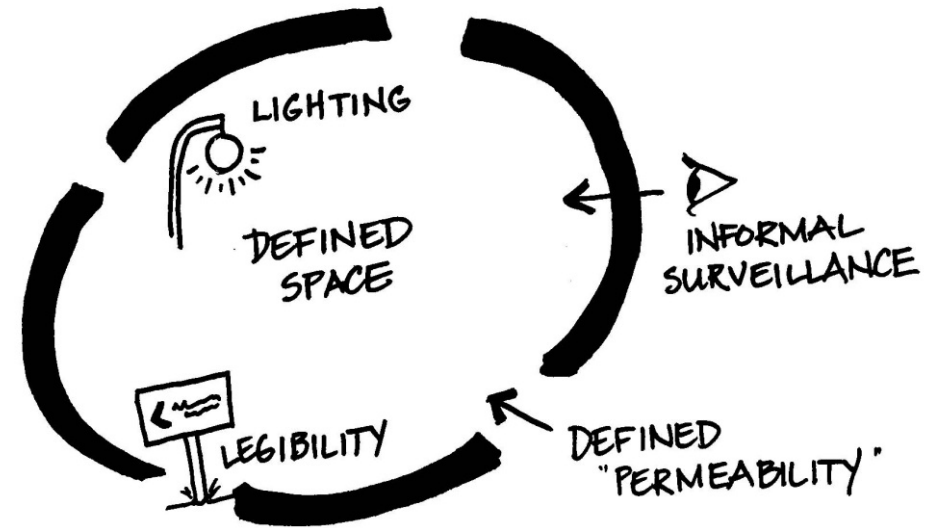 LIGHTING
DEFINED
SPACE
INFORMAL
SURVEILLANCE
LEGIBILITY
DEFINED
"PERMEABILITY"